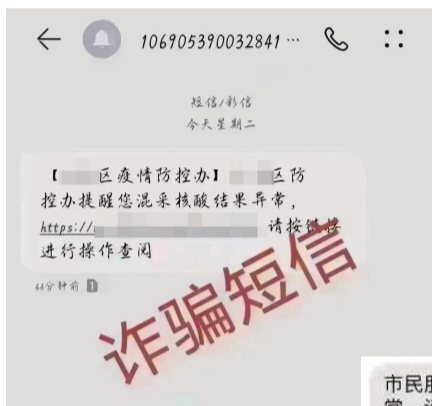 106905390032841 ...
短信/彩信
今天星期二
【 区疫情防控办】 区防
控办提醒您混采核酸结果异常，
https:// 请按链接
进行操作查阅
44分钟前 1
诈骗短信
市民服